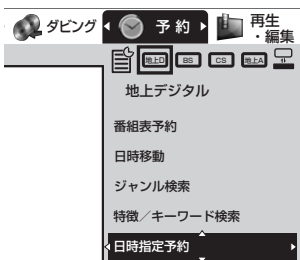 ダビング
予約
再生
・編集
地上D BS CS 地上A
地上デジタル
番組表予約
日時移動
ジャンル検索
特徴／キーワード検索
日時指定予約